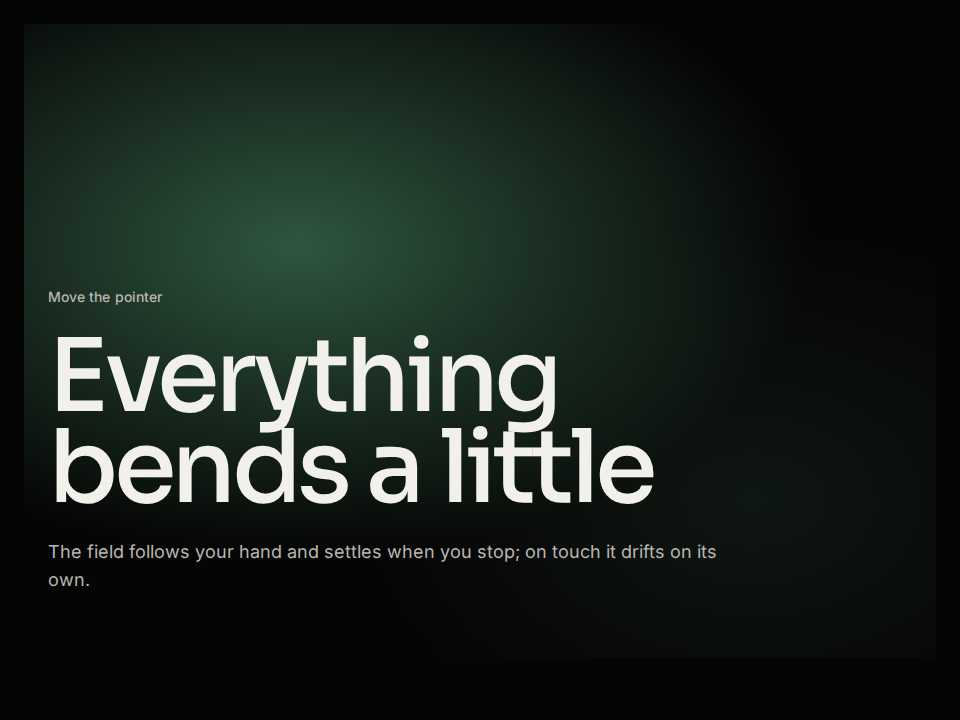 Move the pointer
Everything
bends a little
The field follows your hand and settles when you stop; on touch it drifts on its
own.